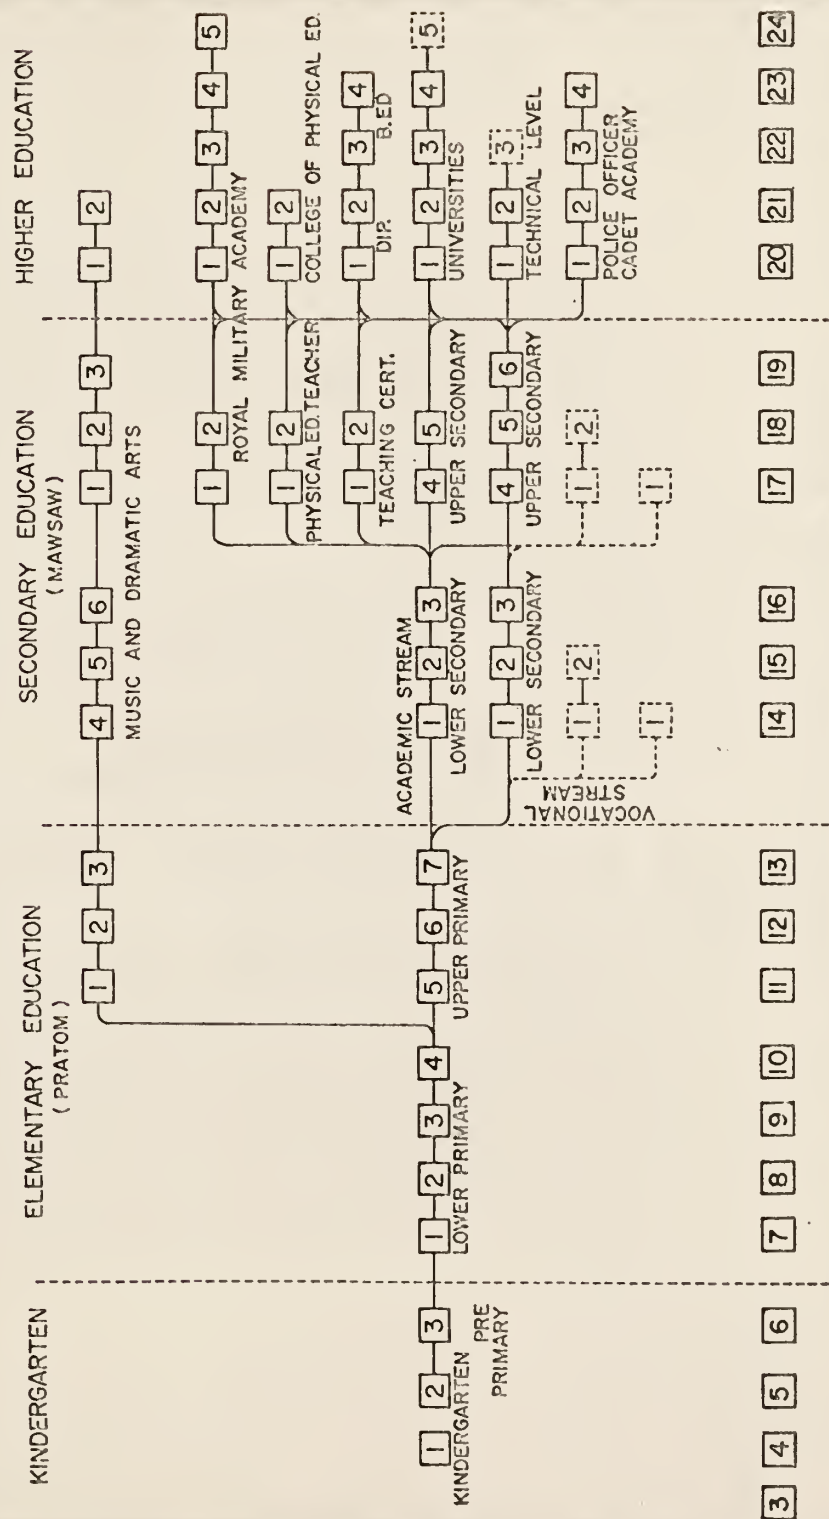 KINDERGARTEN
ELEMENTARY EDUCATION
( PRATOM )
SECONDARY EDUCATION
( MAWSAW )
HIGHER EDUCATION
1 2 3 4 5 6 1 2 3 1 2
MUSIC AND DRAMATIC ARTS
1 2 1 2 3 4 5
ROYAL MILITARY ACADEMY
1 2 1 2
PHYSICAL ED. TEACHER
COLLEGE OF PHYSICAL ED.
1 2 1 2 3 4
TEACHING CERT.
DIP.
B.ED
ACADEMIC STREAM
1 2 3 1 2 3 4 5 6 7 1 2 3 4 5 1 2 3 4 5
KINDERGARTEN
PRE
PRIMARY
LOWER PRIMARY
UPPER PRIMARY
LOWER SECONDARY
UPPER SECONDARY
UNIVERSITIES
1 2 3 4 5 6 1 2 3
LOWER SECONDARY
UPPER SECONDARY
TECHNICAL LEVEL
VOCATIONAL
STREAM
1 2 1 2 1 2 3 4
POLICE OFFICER
CADET ACADEMY
1 1
3 4 5 6 7 8 9 10 11 12 13 14 15 16 17 18 19 20 21 22 23 24